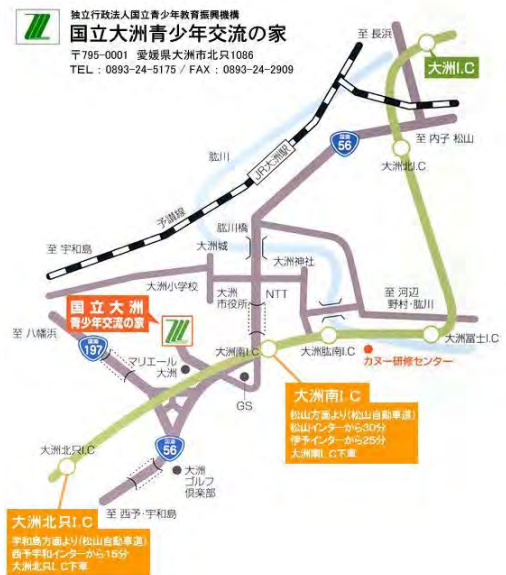 独立行政法人国立青少年教育振興機構
国立大洲青少年交流の家
〒795-0001 愛媛県大洲市北只1086
TEL : 0893-24-5175 / FAX : 0893-24-2909
至 長浜
大洲I.C
至 内子 松山
国道
56
大洲北I.C
肱川
JR大洲駅
予讃線
肱川橋
至 宇和島
大洲城
大洲神社
大洲小学校
大洲
市役所
NTT
至 河辺
野村・肱川
国立大洲
青少年交流の家
至 八幡浜
国道
197
マリエール
大洲
大洲南I.C
大洲肱南I.C
大洲冨士I.C
カヌー研修センター
GS
大洲南I.C
松山方面より(松山自動車道)
松山インターから30分
伊予インターから25分
大洲南I.C下車
大洲北只I.C
国道
56
大洲
ゴルフ
倶楽部
至 西予・宇和島
大洲北只I.C
宇和島方面より(松山自動車道)
西予宇和インターから15分
大洲北只I.C下車